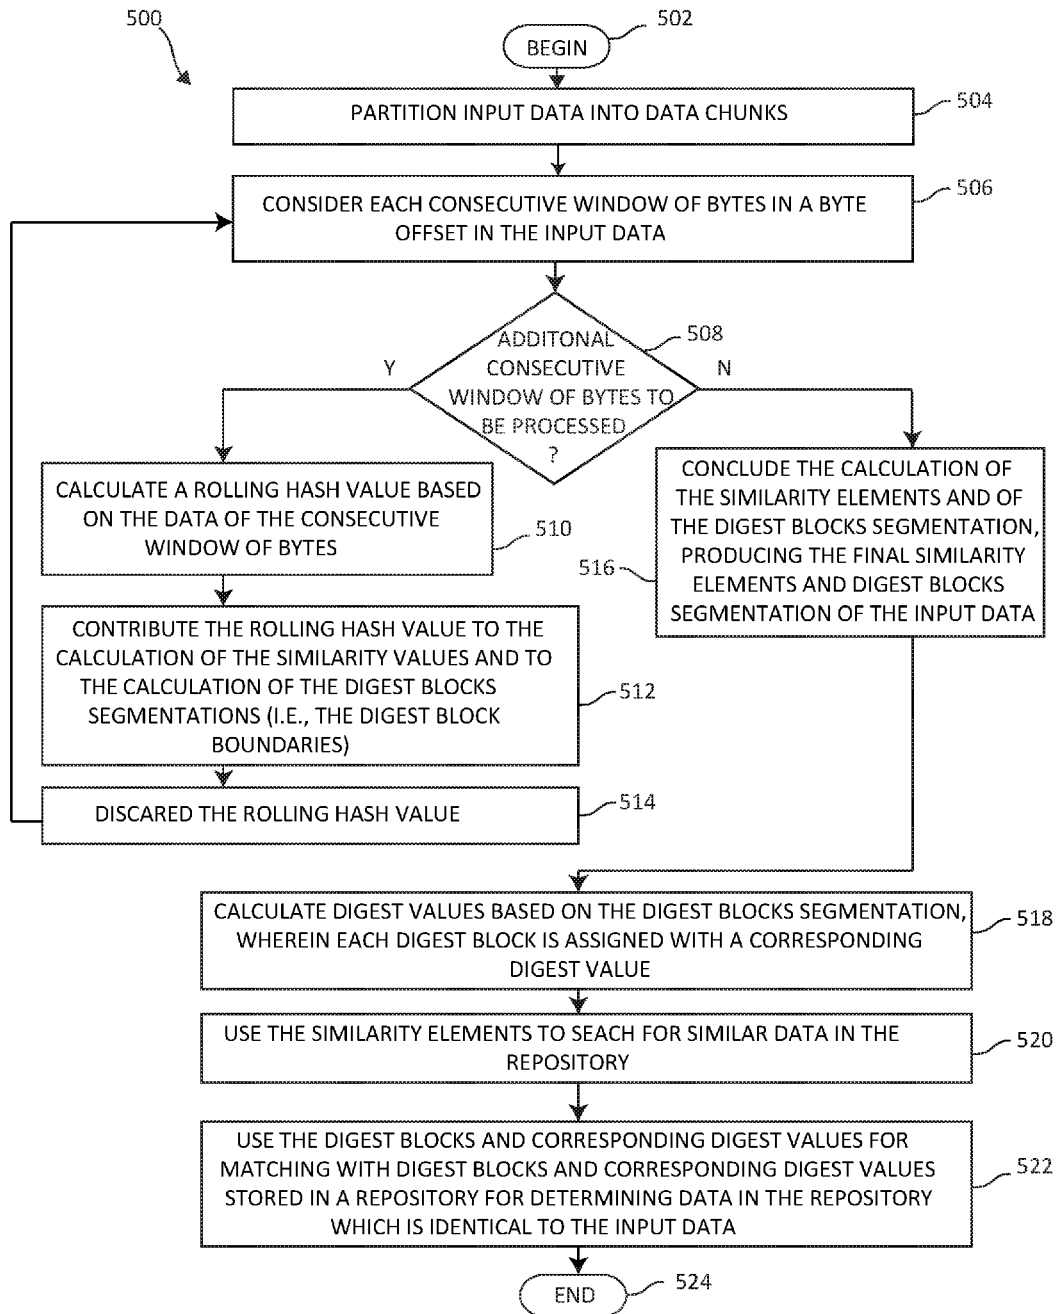 500
502
BEGIN
504
PARTITION INPUT DATA INTO DATA CHUNKS
506
CONSIDER EACH CONSECUTIVE WINDOW OF BYTES IN A BYTE
OFFSET IN THE INPUT DATA
508
ADDITONAL
CONSECUTIVE
WINDOW OF BYTES TO
BE PROCESSED
?
Y
N
CALCULATE A ROLLING HASH VALUE BASED
ON THE DATA OF THE CONSECUTIVE
WINDOW OF BYTES
510
CONCLUDE THE CALCULATION OF
THE SIMILARITY ELEMENTS AND OF
THE DIGEST BLOCKS SEGMENTATION,
PRODUCING THE FINAL SIMILARITY
ELEMENTS AND DIGEST BLOCKS
SEGMENTATION OF THE INPUT DATA
516
CONTRIBUTE THE ROLLING HASH VALUE TO THE
CALCULATION OF THE SIMILARITY VALUES AND TO
THE CALCULATION OF THE DIGEST BLOCKS
SEGMENTATIONS (I.E., THE DIGEST BLOCK
BOUNDARIES)
512
DISCARED THE ROLLING HASH VALUE
514
CALCULATE DIGEST VALUES BASED ON THE DIGEST BLOCKS SEGMENTATION,
WHEREIN EACH DIGEST BLOCK IS ASSIGNED WITH A CORRESPONDING
DIGEST VALUE
518
USE THE SIMILARITY ELEMENTS TO SEACH FOR SIMILAR DATA IN THE
REPOSITORY
520
USE THE DIGEST BLOCKS AND CORRESPONDING DIGEST VALUES FOR
MATCHING WITH DIGEST BLOCKS AND CORRESPONDING DIGEST VALUES
STORED IN A REPOSITORY FOR DETERMINING DATA IN THE REPOSITORY
WHICH IS IDENTICAL TO THE INPUT DATA
522
END
524